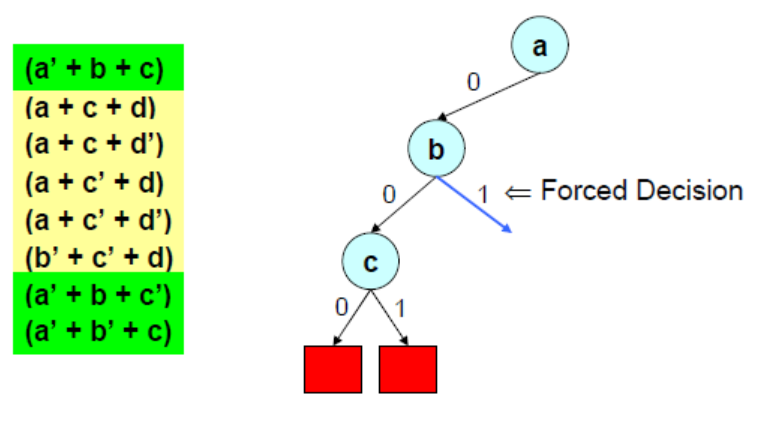 (a’ + b + c)
(a + c + d)
(a + c + d’)
(a + c’ + d)
(a + c’ + d’)
(b’ + c’ + d)
(a’ + b + c’)
(a’ + b’ + c)
a
0
b
0
1 ⇐ Forced Decision
c
0
1